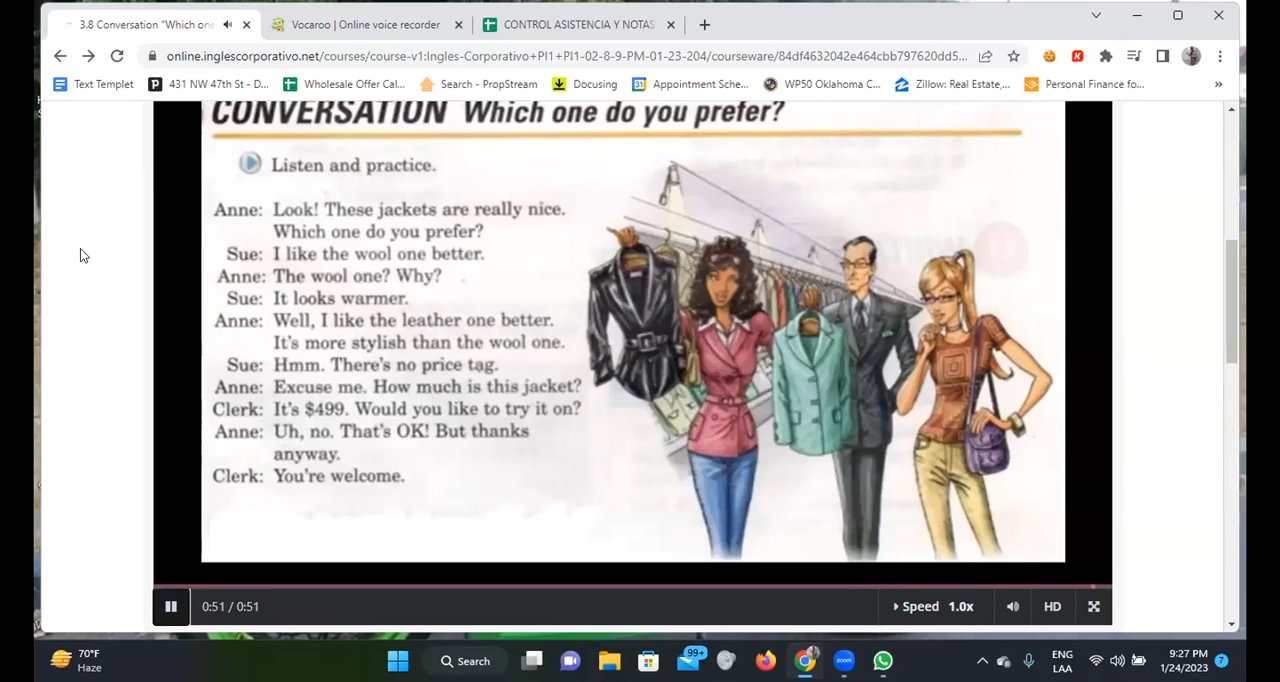 3.8 Conversation "Which one
Vocaroo | Online voice recorder
CONTROL ASISTENCIA Y NOTAS
online.inglescorporativo.net/courses/course-v1:Ingles-Corporativo+PI1+PI1-02-8-9-PM-01-23-204/courseware/84df4632042e464cbb797620dd5...
Text Templet
431 NW 47th St - D...
Wholesale Offer Cal...
Search - PropStream
Docusing
Appointment Sche...
WP50 Oklahoma C...
Zillow: Real Estate,...
Personal Finance fo...
CONVERSATION Which one do you prefer?
Listen and practice.
Anne: Look! These jackets are really nice.
Which one do you prefer?
Sue: I like the wool one better.
Anne: The wool one? Why?
Sue: It looks warmer.
Anne: Well, I like the leather one better.
It's more stylish than the wool one.
Sue: Hmm. There's no price tag.
Anne: Excuse me. How much is this jacket?
Clerk: It's $499. Would you like to try it on?
Anne: Uh, no. That's OK! But thanks
anyway.
Clerk: You're welcome.
0:51 / 0:51
Speed 1.0x
HD
70°F
Haze
Search
99+
zoom
ENG
LAA
9:27 PM
1/24/2023
7